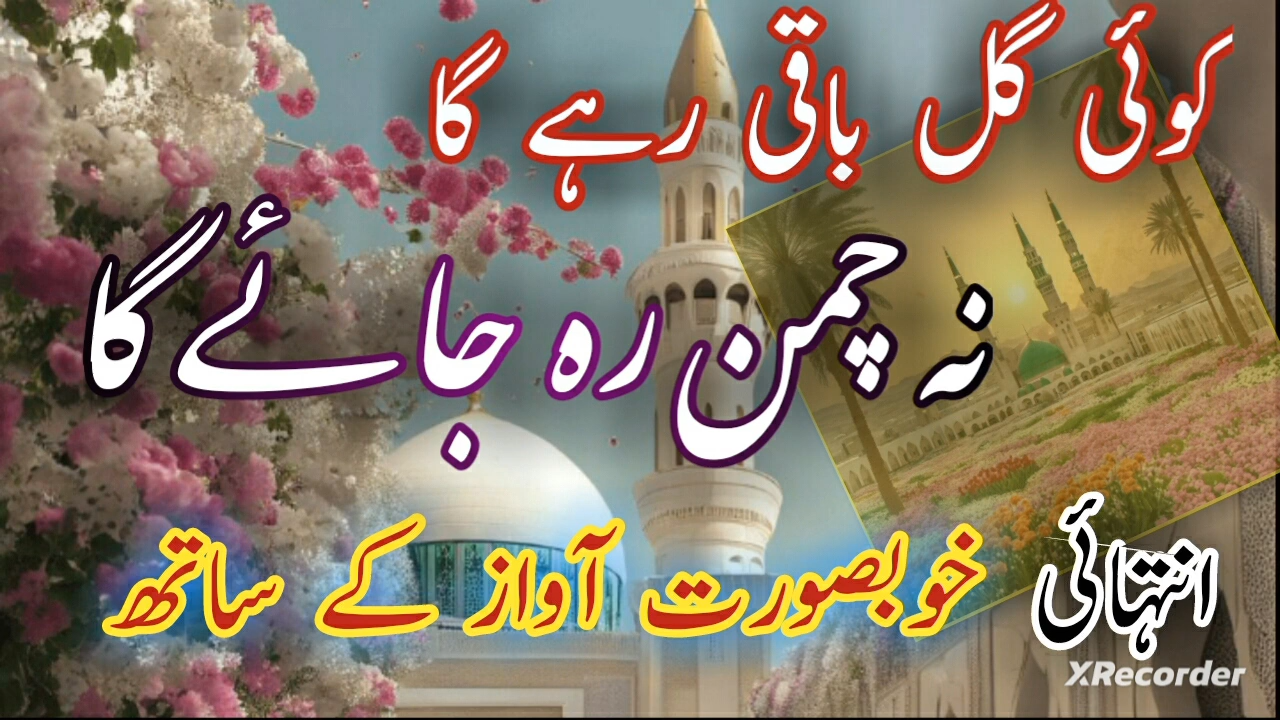 کوئی گل باقی رہے گا
نہ چمن رہ جائے گا
انتہائی خوبصورت آواز کے ساتھ
XRecorder